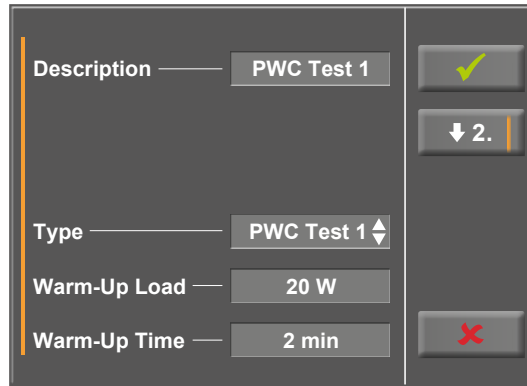 Description PWC Test 1
2.
Type PWC Test 1
Warm-Up Load 20 W
Warm-Up Time 2 min